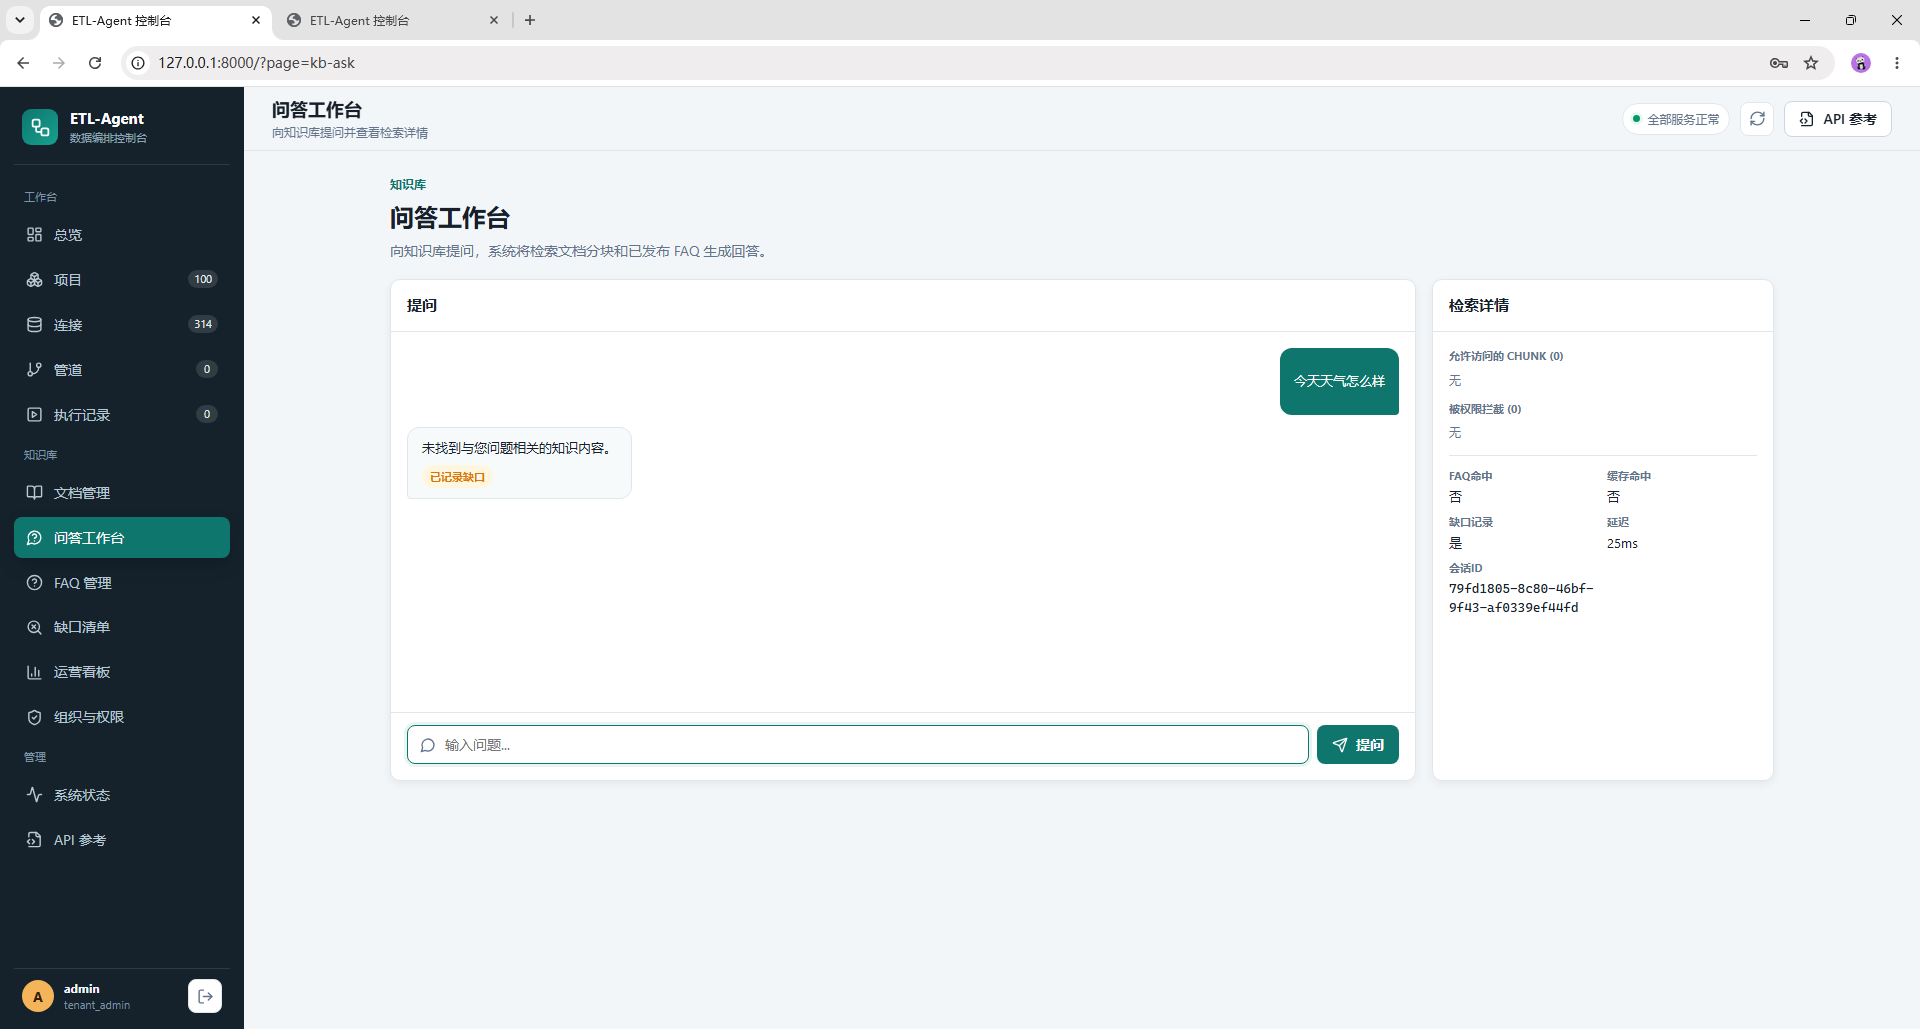 ETL-Agent 控制台
ETL-Agent 控制台
127.0.0.1:8000/?page=kb-ask
ETL-Agent
数据编排控制台
工作台
总览
项目 100
连接 314
管道 0
执行记录 0
知识库
文档管理
问答工作台
FAQ 管理
缺口清单
运营看板
组织与权限
管理
系统状态
API 参考
A
admin
tenant_admin
问答工作台
向知识库提问并查看检索详情
全部服务正常
API 参考
知识库
问答工作台
向知识库提问，系统将检索文档分块和已发布 FAQ 生成回答。
提问
今天天气怎么样
未找到与您问题相关的知识内容。
已记录缺口
输入问题...
提问
检索详情
允许访问的 CHUNK (0)
无
被权限拦截 (0)
无
FAQ命中 缓存命中
否 否
缺口记录 延迟
是 25ms
会话ID
79fd1805-8c80-46bf-
9f43-af0339ef44fd